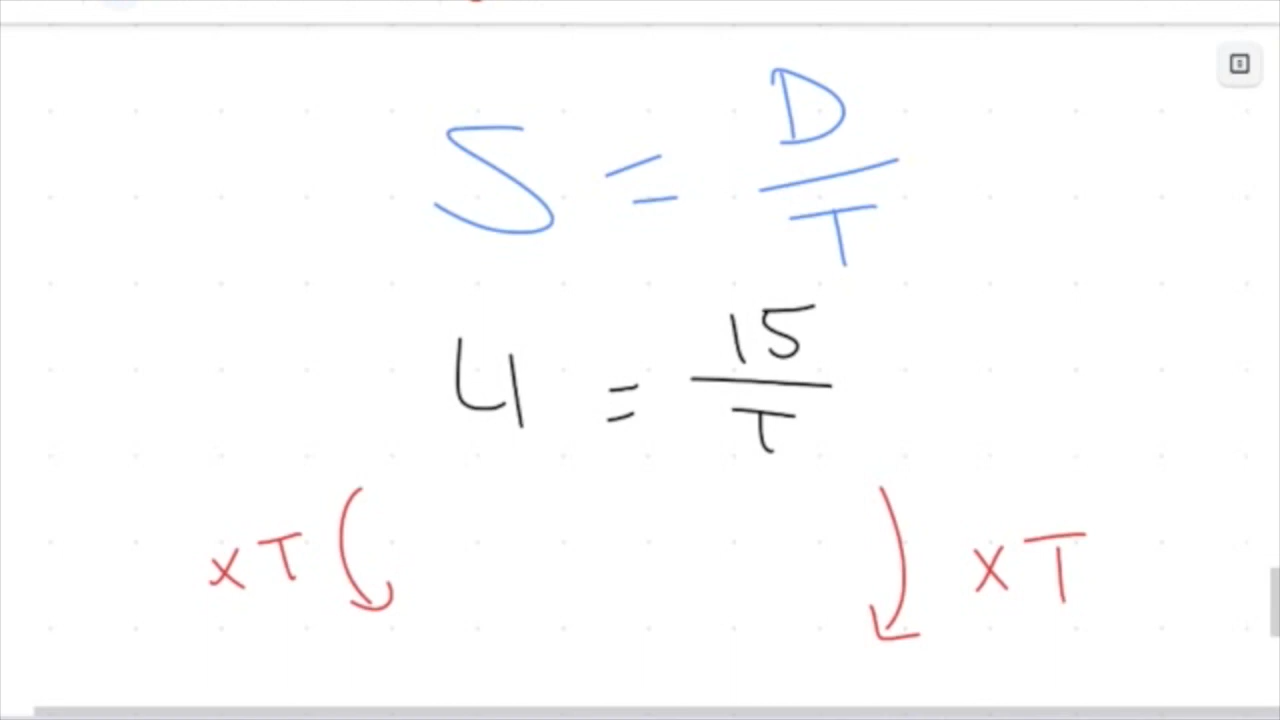 S = D/T
4 = 15/T
xT xT